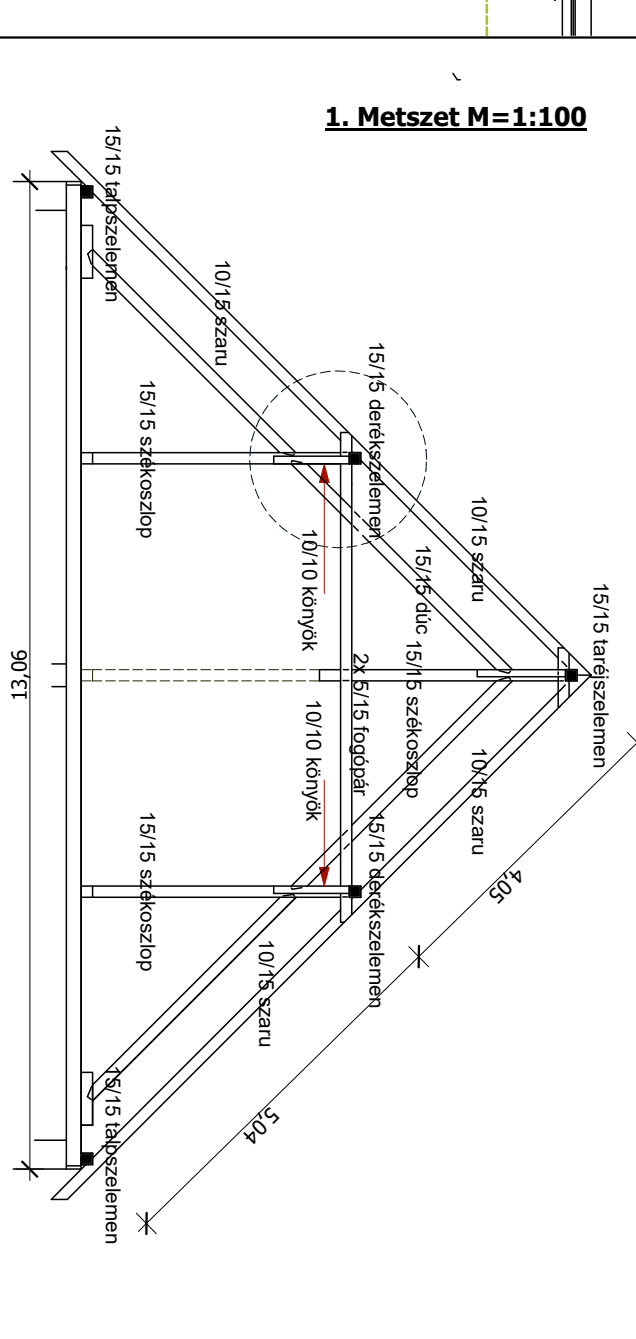 1. Metszet M=1:100
15/15 talpszelemen
10/15 szaru
15/15 székoszlop
15/15 derékszelemen
10/10 könyök
10/15 szaru
15/15 dúc
15/15 taréjszelemen
15/15 székoszlop
2x 5/15 fogópár
10/10 könyök
10/15 szaru
15/15 derékszelemen
15/15 székoszlop
10/15 szaru
15/15 talpszelemen
13,90
4,05
5,04